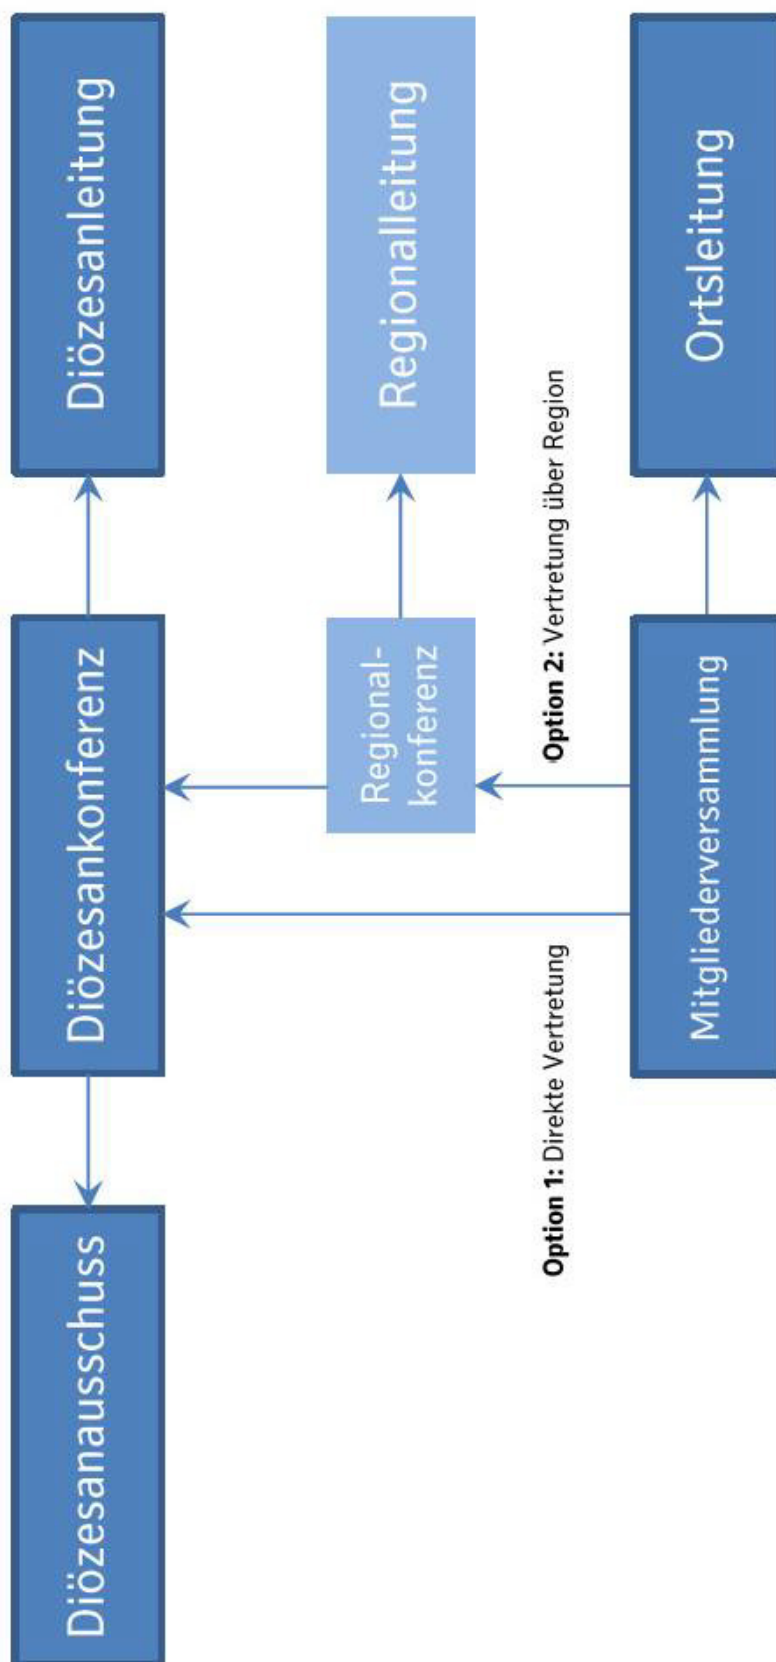 Diözesanausschuss
Diözesankonferenz
Diözesanleitung
Regional-
konferenz
Regionalleitung
Option 1: Direkte Vertretung
Option 2: Vertretung über Region
Mitgliederversammlung
Ortsleitung